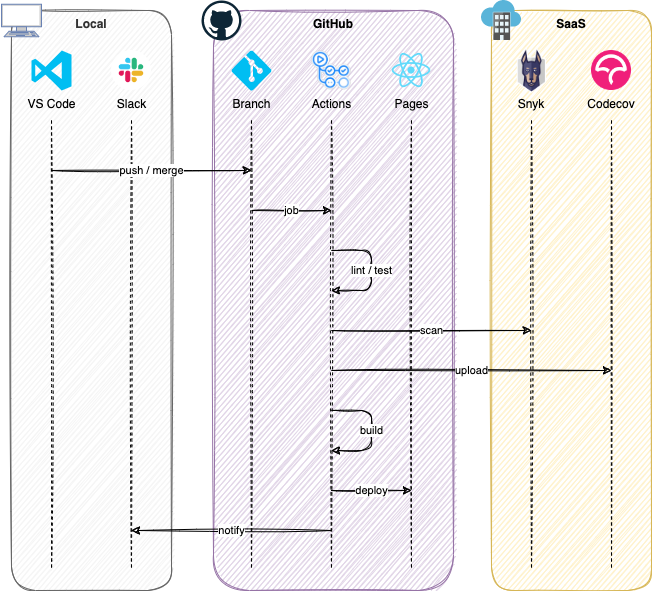 Local
GitHub
SaaS
VS Code
Slack
Branch
Actions
Pages
Snyk
Codecov
push / merge
job
lint / test
scan
upload
build
deploy
notify